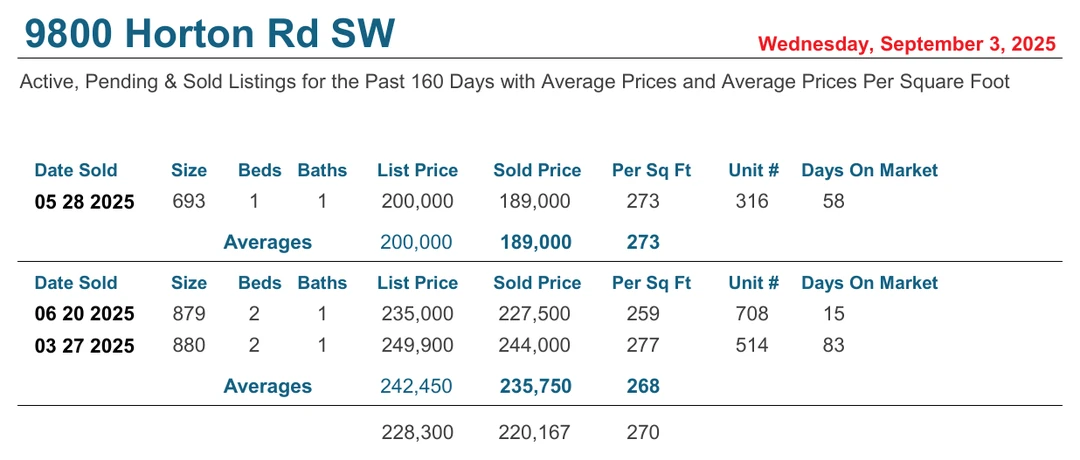 9800 Horton Rd SW
Wednesday, September 3, 2025
Active, Pending & Sold Listings for the Past 160 Days with Average Prices and Average Prices Per Square Foot
Date Sold Size Beds Baths List Price Sold Price Per Sq Ft Unit # Days On Market
05 28 2025 693 1 1 200,000 189,000 273 316 58
Averages 200,000 189,000 273
Date Sold Size Beds Baths List Price Sold Price Per Sq Ft Unit # Days On Market
06 20 2025 879 2 1 235,000 227,500 259 708 15
03 27 2025 880 2 1 249,900 244,000 277 514 83
Averages 242,450 235,750 268
228,300 220,167 270